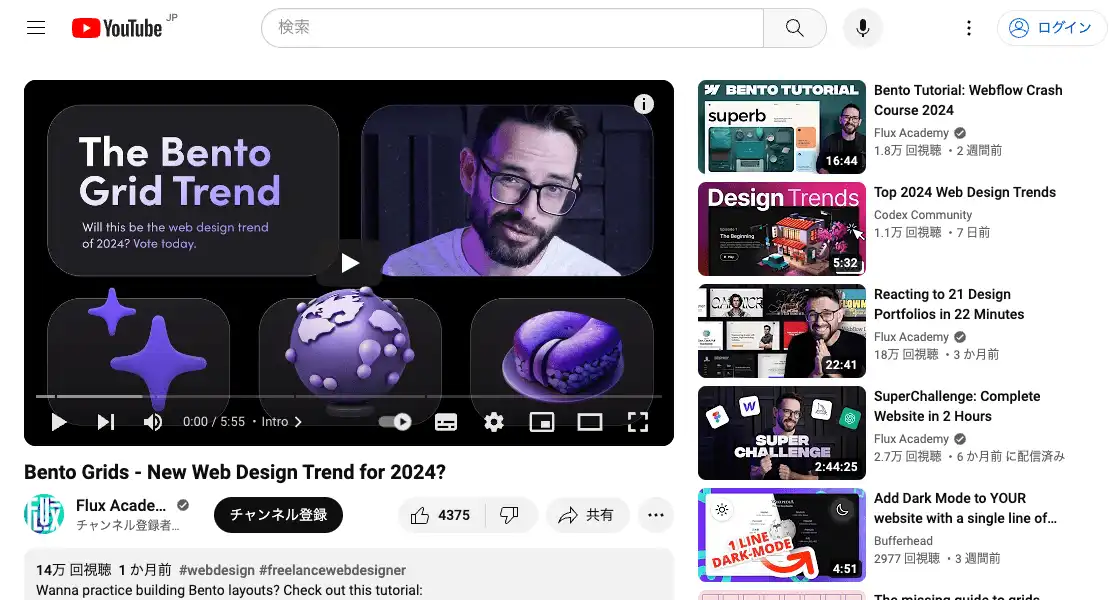 YouTube JP
検索
ログイン
The Bento
Grid Trend
Will this be the web design trend
of 2024? Vote today.
0:00 / 5:55 • Intro
Bento Grids - New Web Design Trend for 2024?
Flux Acade...
チャンネル登録者...
チャンネル登録
4375
共有
14万 回視聴 1 か月前 #webdesign #freelancewebdesigner
Wanna practice building Bento layouts? Check out this tutorial:
BENTO TUTORIAL
superb
16:44
Bento Tutorial: Webflow Crash
Course 2024
Flux Academy
1.8万 回視聴 ・2 週間前
Design Trends
Episode 1
The Beginning
Play
5:32
Top 2024 Web Design Trends
Codex Community
1.1万 回視聴 ・7 日前
22:41
Reacting to 21 Design
Portfolios in 22 Minutes
Flux Academy
18万 回視聴 ・3 か月前
SUPER
CHALLENGE
2:44:25
SuperChallenge: Complete
Website in 2 Hours
Flux Academy
2.7万 回視聴 ・6 か月前 に配信済み
1 LINE
DARK-MODE
4:51
Add Dark Mode to YOUR
website with a single line of...
Bufferhead
2977 回視聴 ・3 週間前
The missing guide to grids